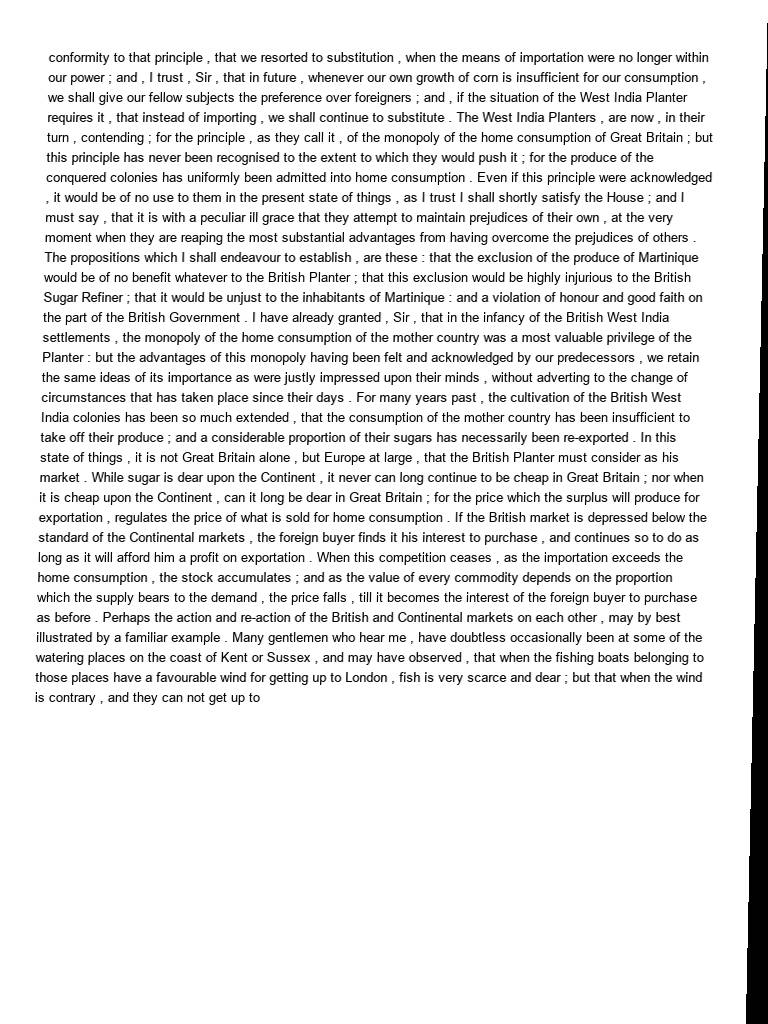 conformity to that principle , that we resorted to substitution , when the means of importation were no longer within
our power ; and , I trust , Sir , that in future , whenever our own growth of corn is insufficient for our consumption ,
we shall give our fellow subjects the preference over foreigners ; and , if the situation of the West India Planter
requires it , that instead of importing , we shall continue to substitute . The West India Planters , are now , in their
turn , contending ; for the principle , as they call it , of the monopoly of the home consumption of Great Britain ; but
this principle has never been recognised to the extent to which they would push it ; for the produce of the
conquered colonies has uniformly been admitted into home consumption . Even if this principle were acknowledged
, it would be of no use to them in the present state of things , as I trust I shall shortly satisfy the House ; and I
must say , that it is with a peculiar ill grace that they attempt to maintain prejudices of their own , at the very
moment when they are reaping the most substantial advantages from having overcome the prejudices of others .
The propositions which I shall endeavour to establish , are these : that the exclusion of the produce of Martinique
would be of no benefit whatever to the British Planter ; that this exclusion would be highly injurious to the British
Sugar Refiner ; that it would be unjust to the inhabitants of Martinique : and a violation of honour and good faith on
the part of the British Government . I have already granted , Sir , that in the infancy of the British West India
settlements , the monopoly of the home consumption of the mother country was a most valuable privilege of the
Planter : but the advantages of this monopoly having been felt and acknowledged by our predecessors , we retain
the same ideas of its importance as were justly impressed upon their minds , without adverting to the change of
circumstances that has taken place since their days . For many years past , the cultivation of the British West
India colonies has been so much extended , that the consumption of the mother country has been insufficient to
take off their produce ; and a considerable proportion of their sugars has necessarily been re-exported . In this
state of things , it is not Great Britain alone , but Europe at large , that the British Planter must consider as his
market . While sugar is dear upon the Continent , it never can long continue to be cheap in Great Britain ; nor when
it is cheap upon the Continent , can it long be dear in Great Britain ; for the price which the surplus will produce for
exportation , regulates the price of what is sold for home consumption . If the British market is depressed below the
standard of the Continental markets , the foreign buyer finds it his interest to purchase , and continues so to do as
long as it will afford him a profit on exportation . When this competition ceases , as the importation exceeds the
home consumption , the stock accumulates ; and as the value of every commodity depends on the proportion
which the supply bears to the demand , the price falls , till it becomes the interest of the foreign buyer to purchase
as before . Perhaps the action and re-action of the British and Continental markets on each other , may by best
illustrated by a familiar example . Many gentlemen who hear me , have doubtless occasionally been at some of the
watering places on the coast of Kent or Sussex , and may have observed , that when the fishing boats belonging to
those places have a favourable wind for getting up to London , fish is very scarce and dear ; but that when the wind
is contrary , and they can not get up to